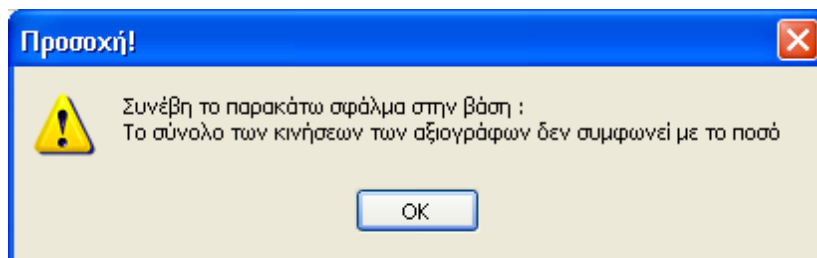 Προσοχή!
Συνέβη το παρακάτω σφάλμα στην βάση :
Το σύνολο των κινήσεων των αξιογράφων δεν συμφωνεί με το ποσό
OK